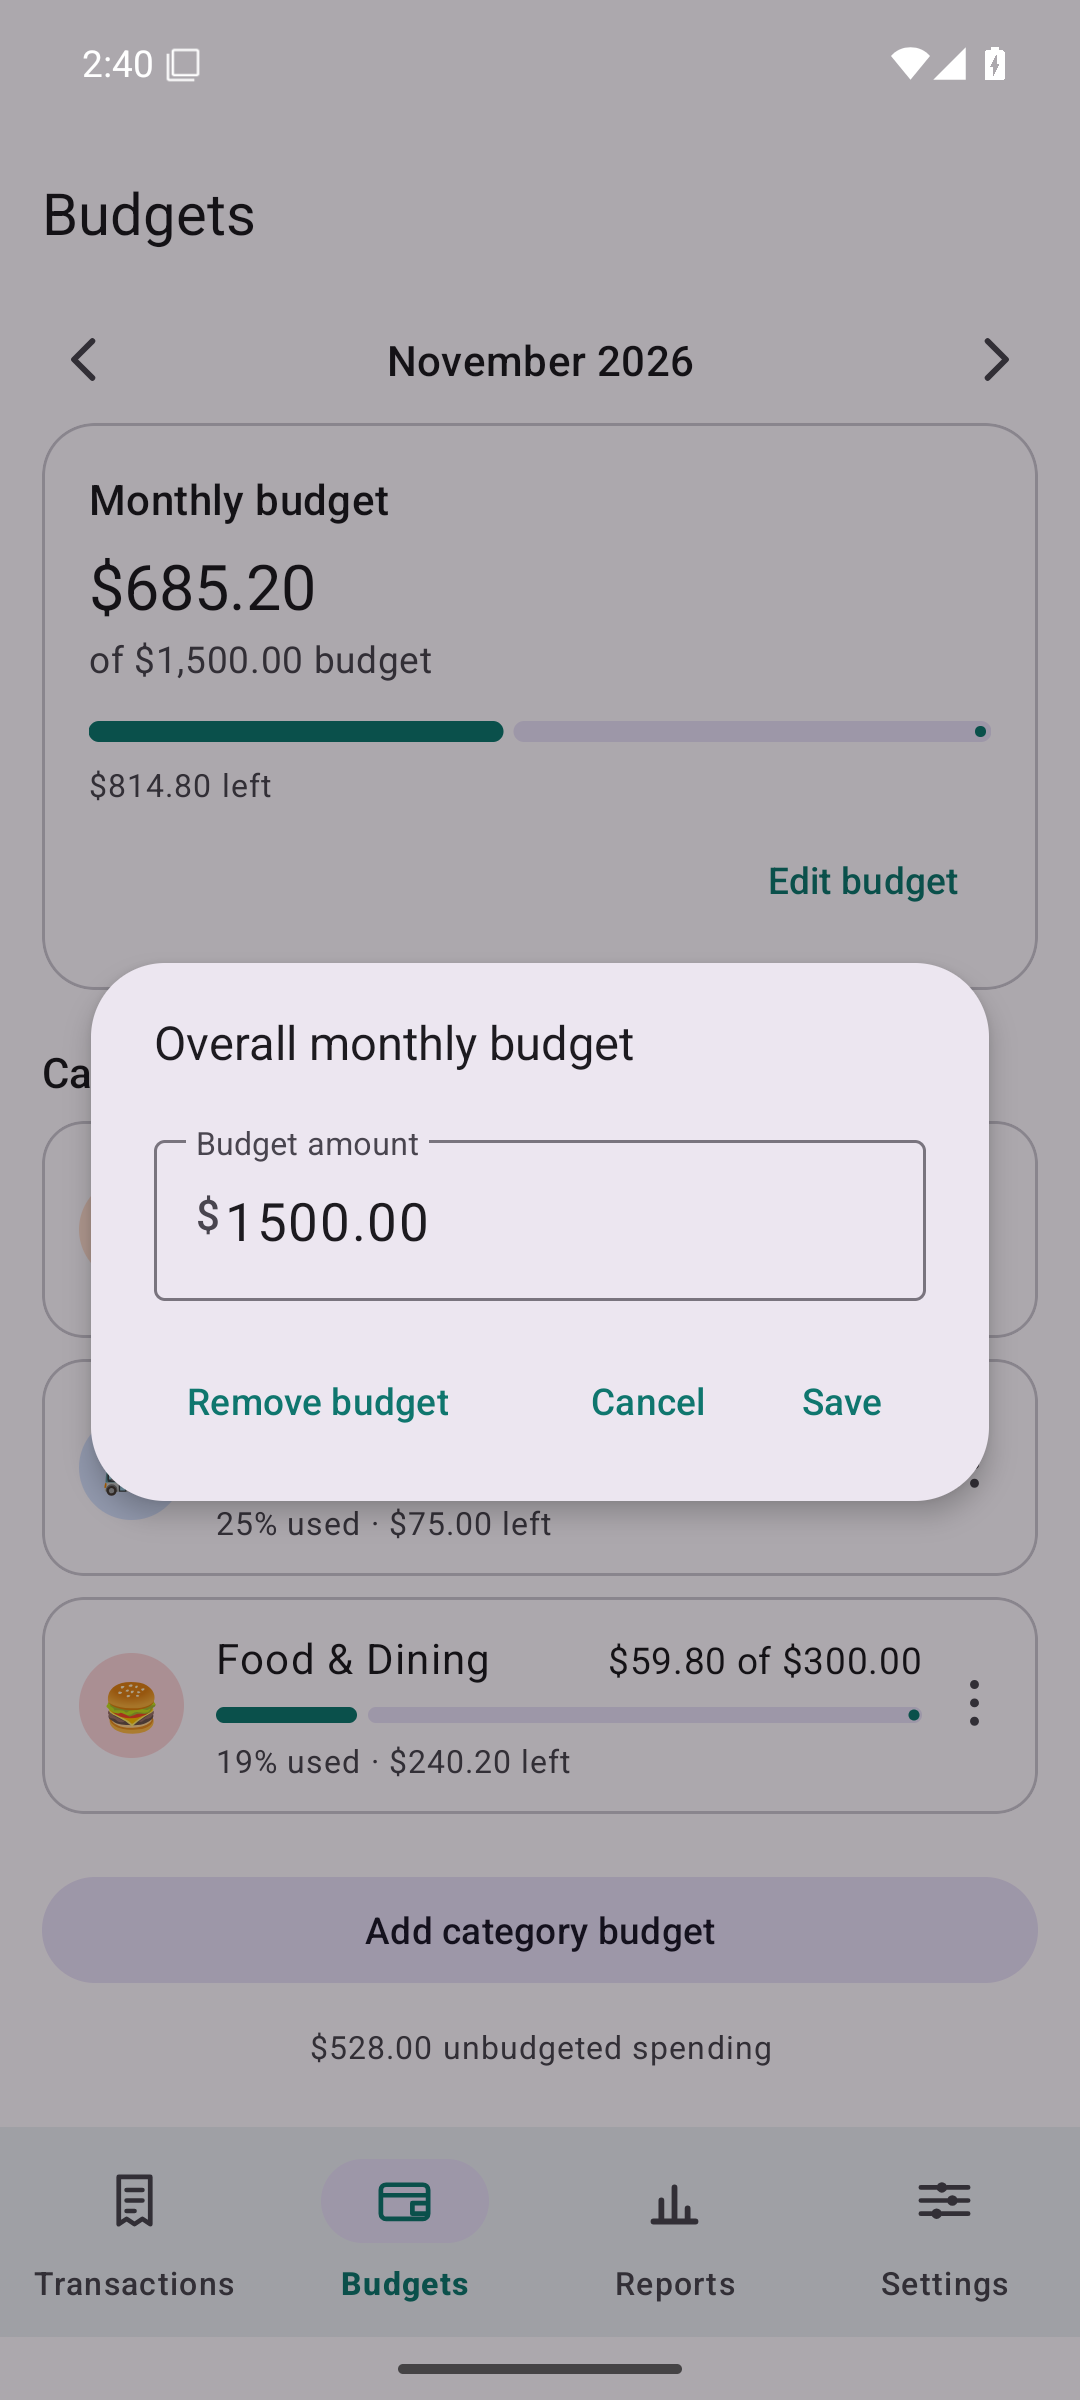 2:40
Budgets
November 2026
Monthly budget
$685.20
of $1,500.00 budget
$814.80 left
Edit budget
Ca
Overall monthly budget
Budget amount
$1500.00
Remove budget Cancel Save
25% used · $75.00 left
Food & Dining $59.80 of $300.00
19% used · $240.20 left
Add category budget
$528.00 unbudgeted spending
Transactions Budgets Reports Settings